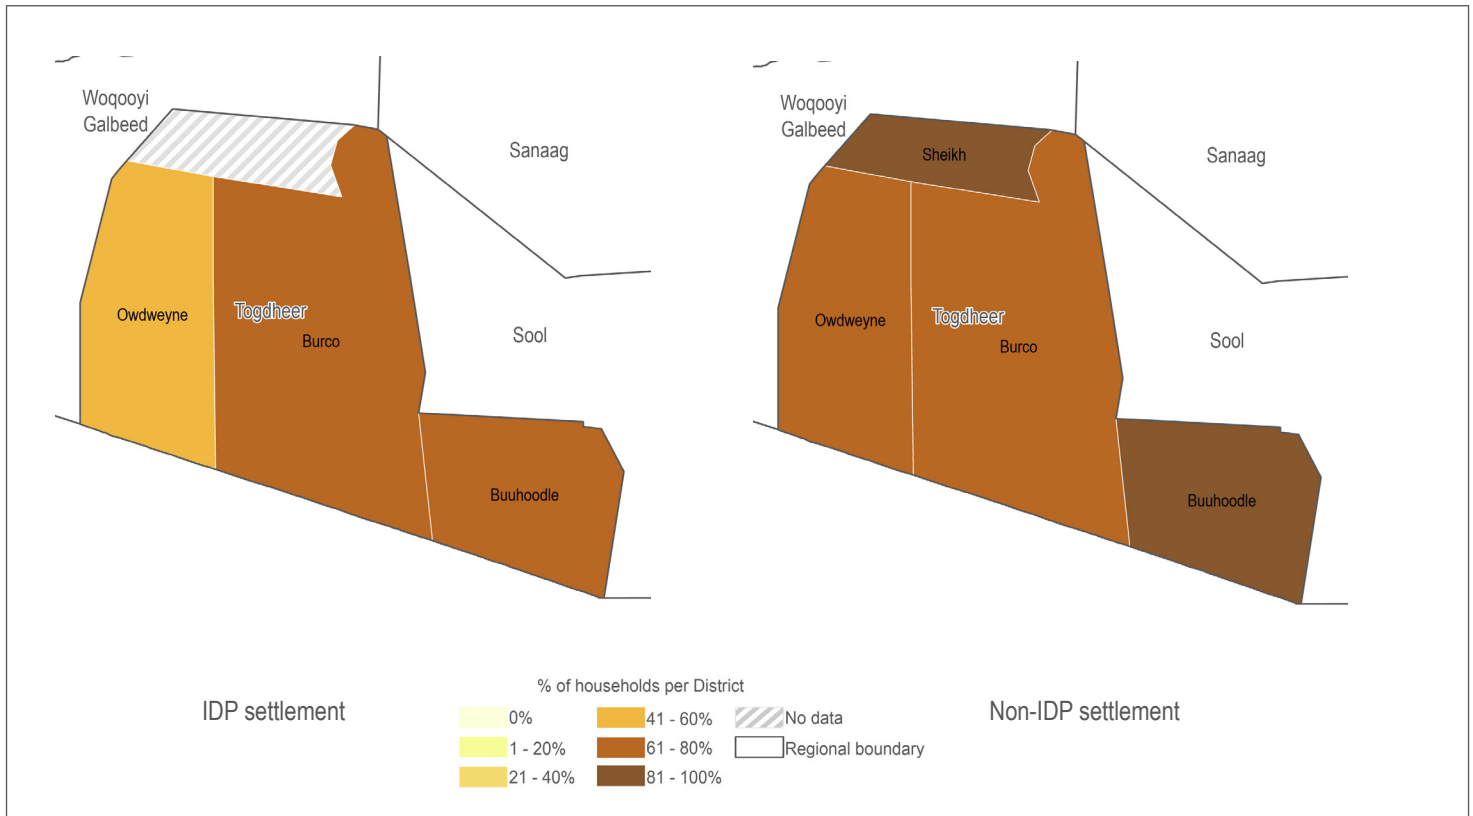 Woqooyi
Galbeed
Sanaag
Owdweyne
Togdheer
Burco
Sool
Buuhoodle
IDP settlement
Woqooyi
Galbeed
Sheikh
Sanaag
Owdweyne
Togdheer
Burco
Sool
Buuhoodle
Non-IDP settlement
% of households per District
0%
1 - 20%
21 - 40%
41 - 60%
61 - 80%
81 - 100%
No data
Regional boundary